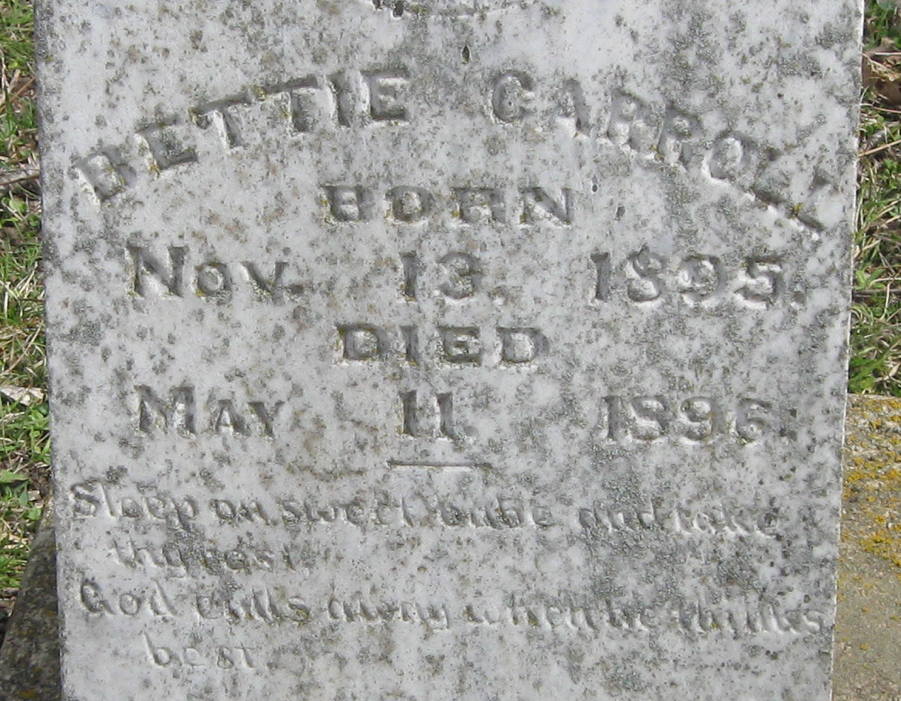 BETTIE CARROLL
BORN
NOV. 13. 1895.
DIED
MAY 11. 1896.
Sleep on sweet babe and take
thy rest,
God calls away when he thinks
best.